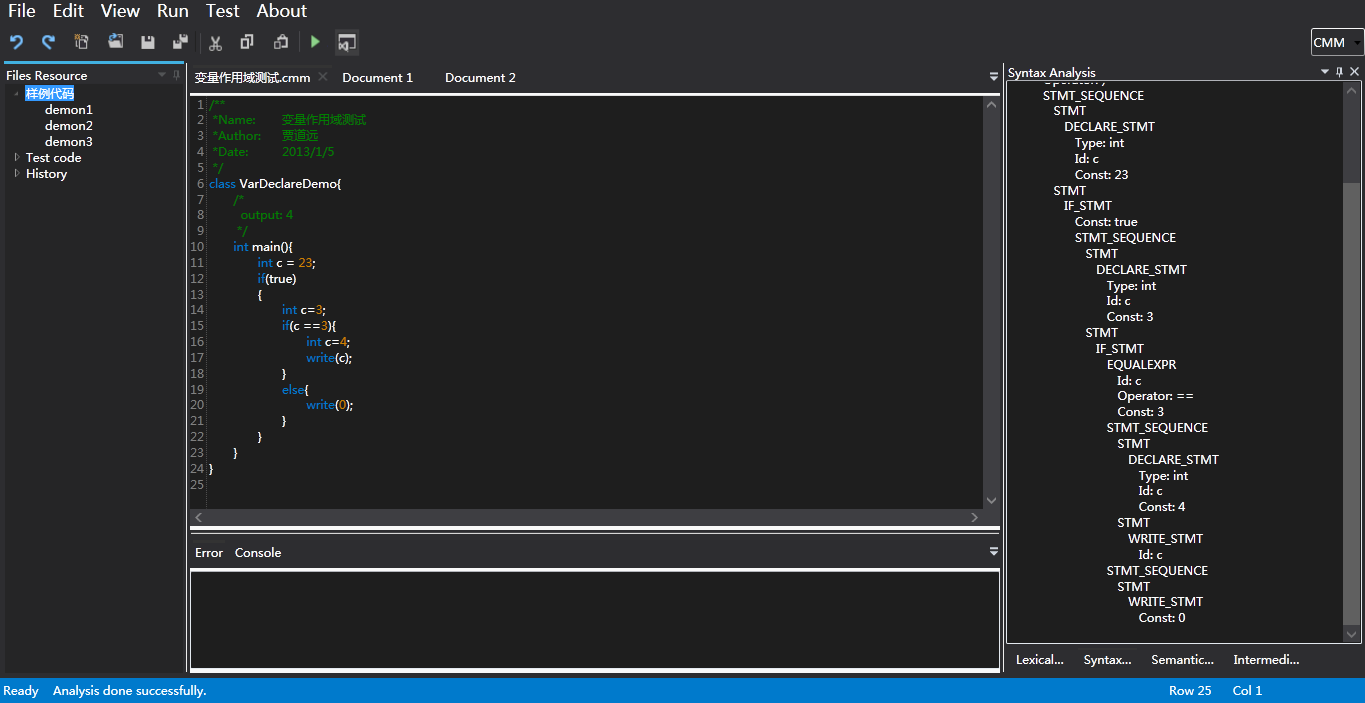 File Edit View Run Test About
CMM
Files Resource
样例代码
demon1
demon2
demon3
Test code
History
变量作用域测试.cmm Document 1 Document 2
1 /**
2 *Name: 变量作用域测试
3 *Author: 贾道远
4 *Date: 2013/1/5
5 */
6 class VarDeclareDemo{
7 /*
8 output: 4
9 */
10 int main(){
11 int c = 23;
12 if(true)
13 {
14 int c=3;
15 if(c ==3){
16 int c=4;
17 write(c);
18 }
19 else{
20 write(0);
21 }
22 }
23 }
24 }
25
Error Console
Syntax Analysis
STMT_SEQUENCE
STMT
DECLARE_STMT
Type: int
Id: c
Const: 23
STMT
IF_STMT
Const: true
STMT_SEQUENCE
STMT
DECLARE_STMT
Type: int
Id: c
Const: 3
STMT
IF_STMT
EQUALEXPR
Id: c
Operator: ==
Const: 3
STMT_SEQUENCE
STMT
DECLARE_STMT
Type: int
Id: c
Const: 4
STMT
WRITE_STMT
Id: c
STMT_SEQUENCE
STMT
WRITE_STMT
Const: 0
Lexical... Syntax... Semantic... Intermedi...
Ready Analysis done successfully. Row 25 Col 1